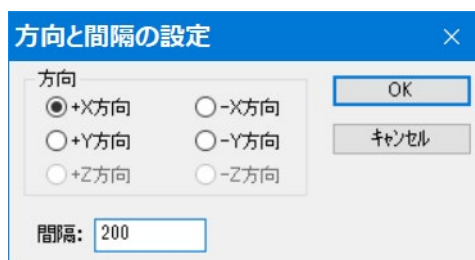 方向と間隔の設定
方向
+X方向 -X方向
+Y方向 -Y方向
+Z方向 -Z方向
OK
キャンセル
間隔: 200